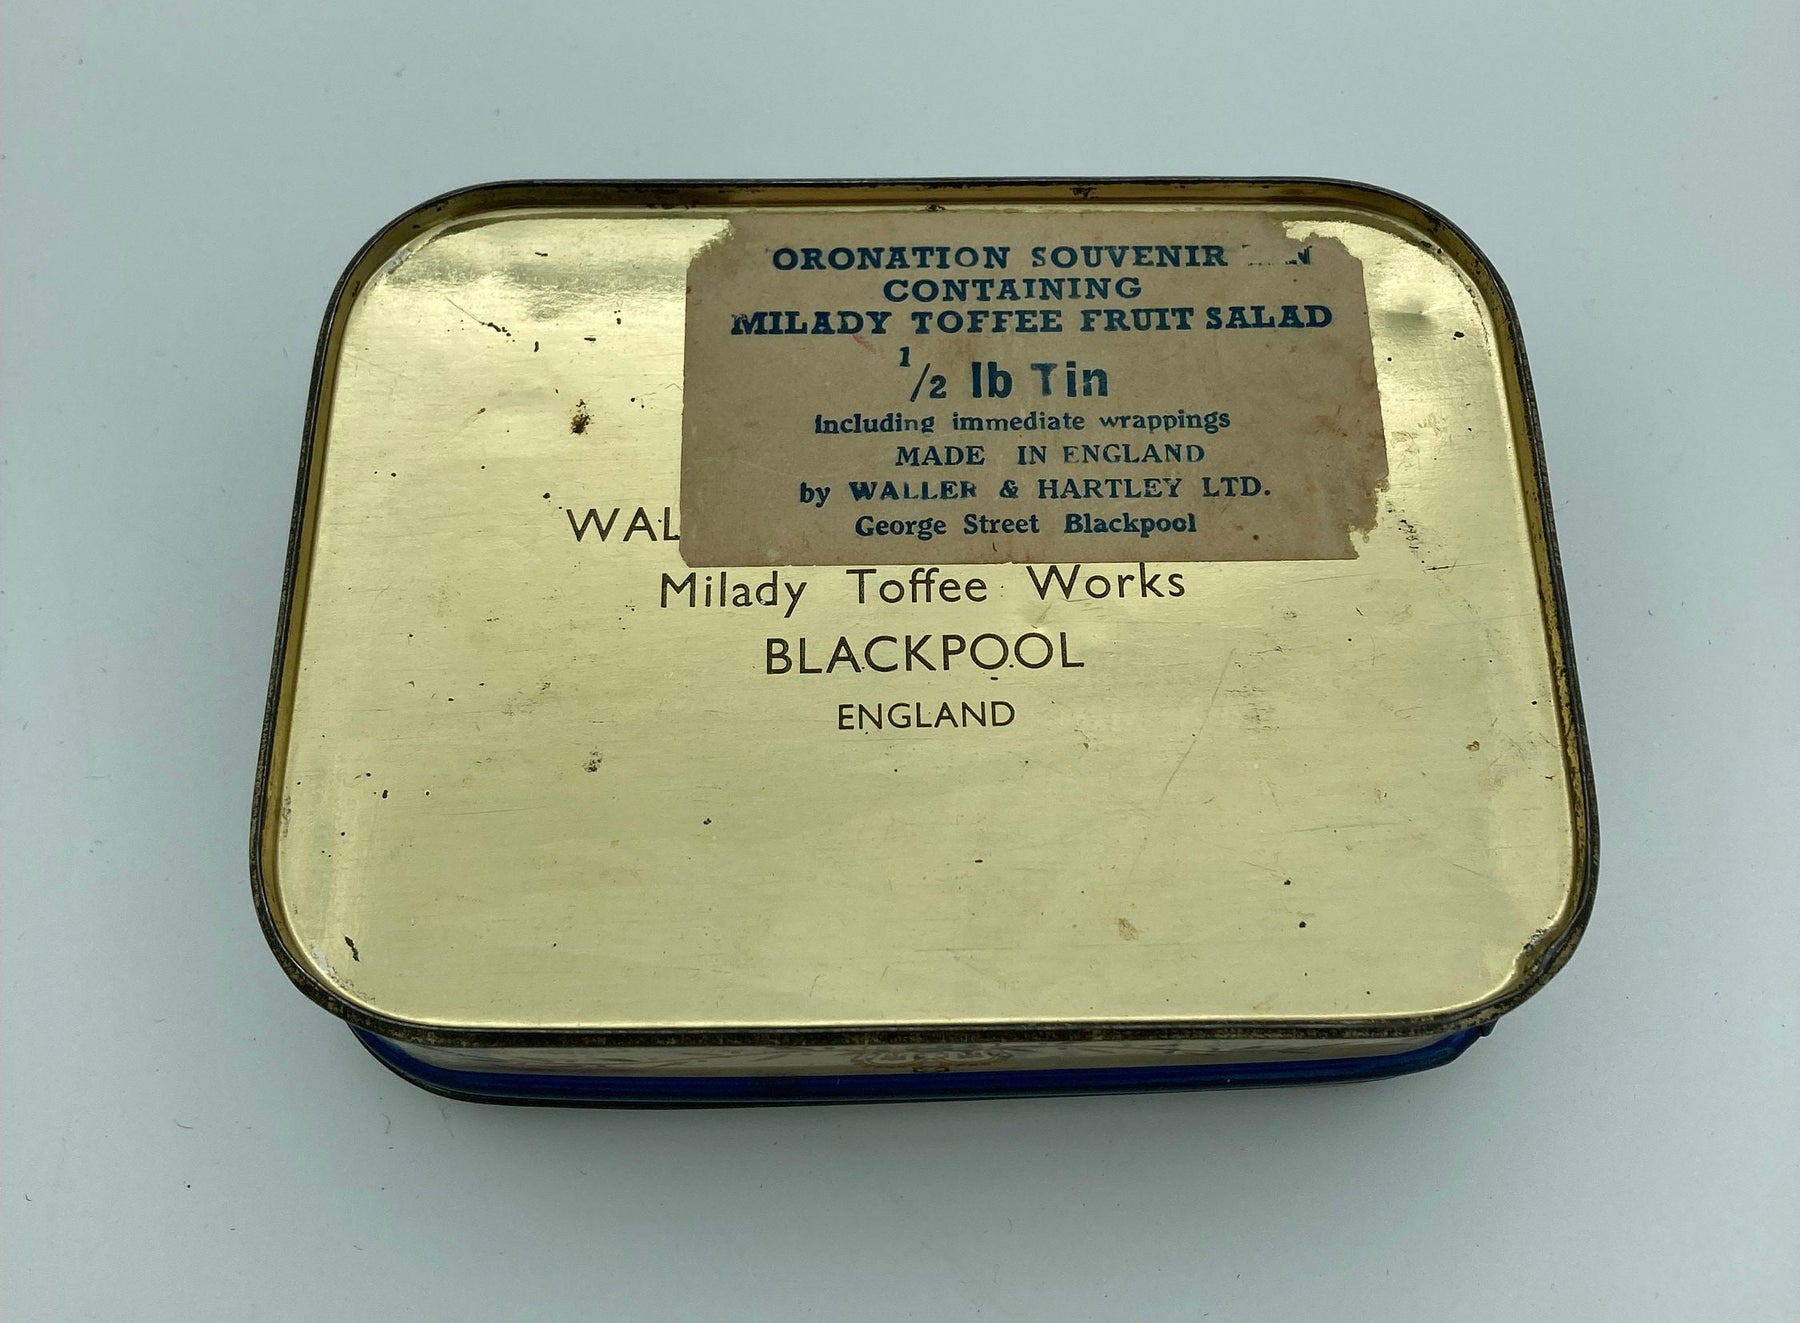 ORONATION SOUVENIR
CONTAINING
MILADY TOFFEE FRUIT SALAD
1/2 lb Tin
including immediate wrappings
MADE IN ENGLAND
by WALLER & HARTLEY LTD.
George Street Blackpool
WAL
Milady Toffee Works
BLACKPOOL
ENGLAND